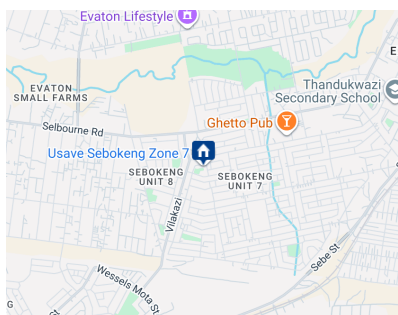 Evaton Lifestyle
E
EVATON
SMALL FARMS
Thandukwazi
Secondary School
Selbourne Rd
Ghetto Pub
Usave Sebokeng Zone 7
SEBOKENG
UNIT 8
SEBOKENG
UNIT 7
Vilakazi
Sebe St
Wessels Mota St
G